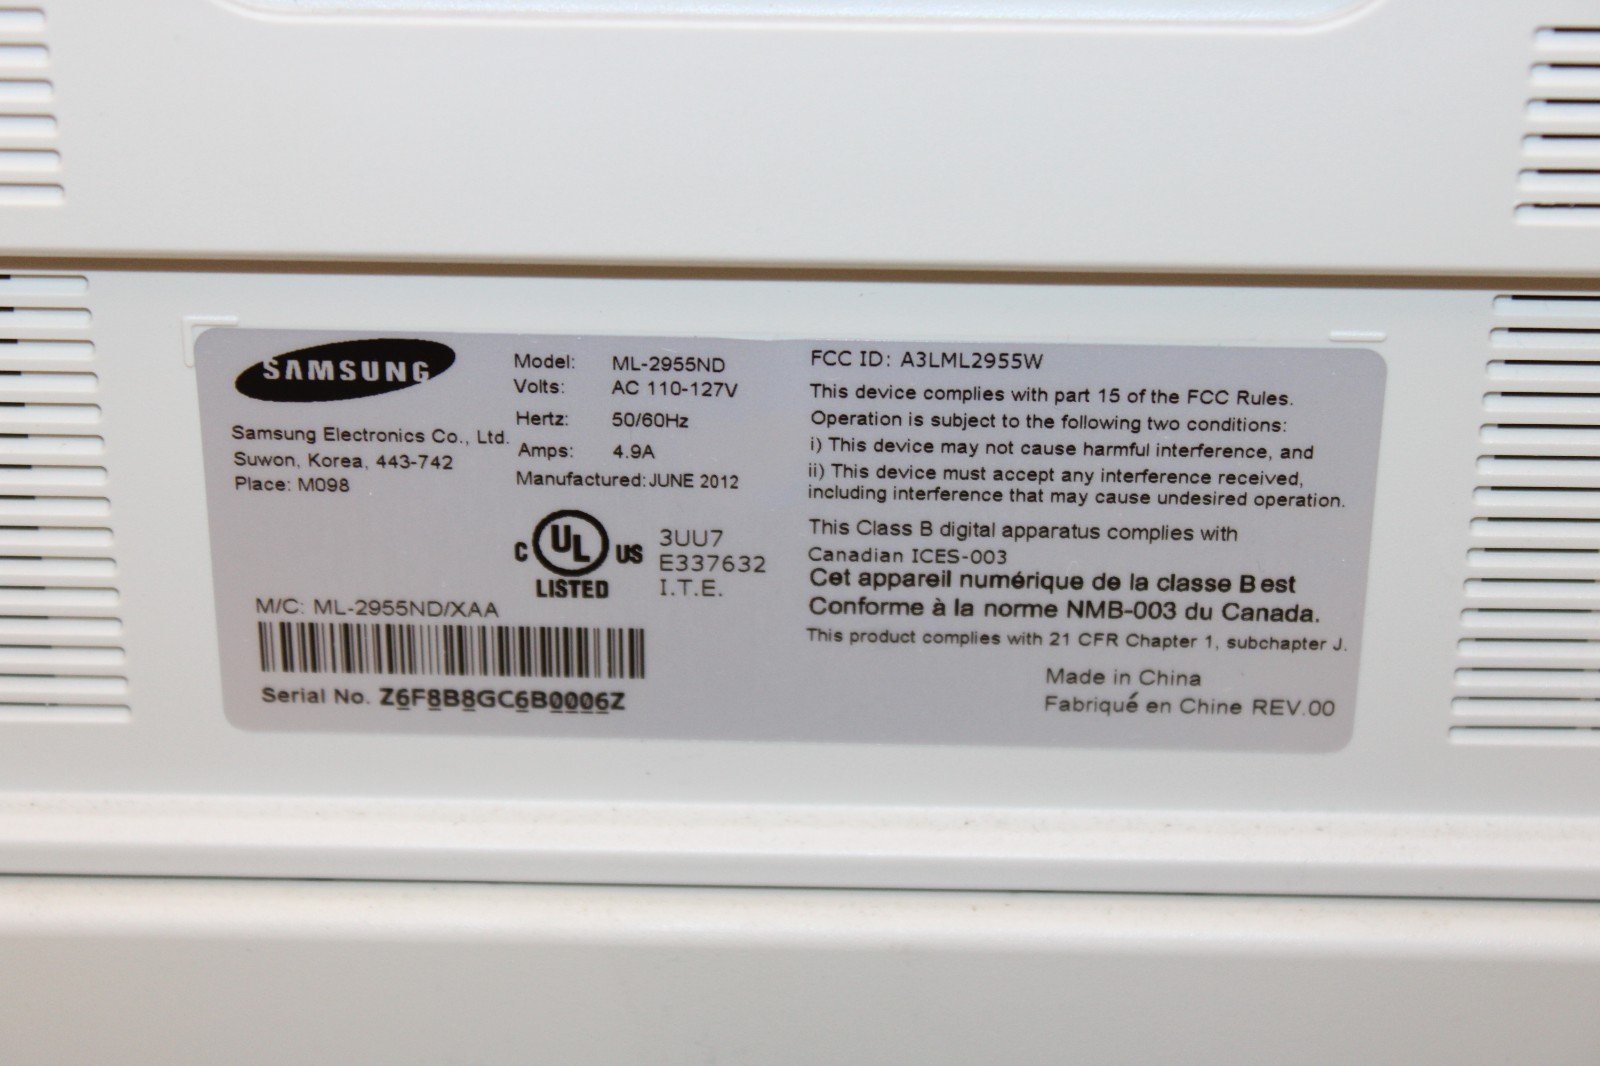 SAMSUNG
Samsung Electronics Co., Ltd.
Suwon, Korea, 443-742
Place: M098
Model: ML-2955ND
Volts: AC 110-127V
Hertz: 50/60Hz
Amps: 4.9A
Manufactured: JUNE 2012
C UL US
LISTED
3UU7
E337632
I.T.E.
M/C: ML-2955ND/XAA
Serial No. Z6F8B8GC6B0006Z
FCC ID: A3LML2955W
This device complies with part 15 of the FCC Rules.
Operation is subject to the following two conditions:
i) This device may not cause harmful interference, and
ii) This device must accept any interference received,
including interference that may cause undesired operation.
This Class B digital apparatus complies with
Canadian ICES-003
Cet appareil numérique de la classe B est
Conforme à la norme NMB-003 du Canada.
This product complies with 21 CFR Chapter 1, subchapter J.
Made in China
Fabriqué en Chine REV.00